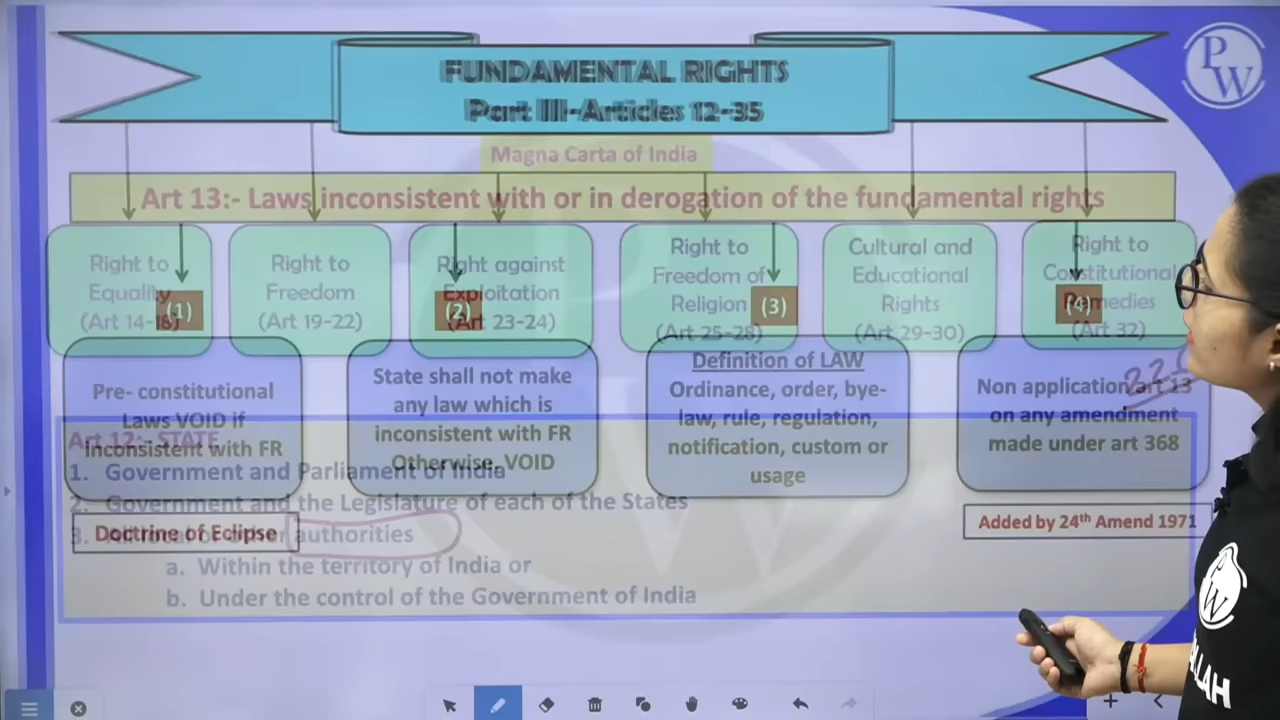 FUNDAMENTAL RIGHTS
Part III-Articles 12-35
PW
Magna Carta of India
Art 13:- Laws inconsistent with or in derogation of the fundamental rights
Right to
Equality
(Art 14-18)
(1)
Right to
Freedom
(Art 19-22)
Right against
Exploitation
(Art 23-24)
(2)
Right to
Freedom of
Religion
(Art 25-28)
(3)
Cultural and
Educational
Rights
(Art 29-30)
Right to
Constitutional
Remedies
(Art 32)
(4)
Pre- constitutional
Laws VOID if
inconsistent with FR
State shall not make
any law which is
inconsistent with FR
Otherwise, VOID
Definition of LAW
Ordinance, order, bye-
law, rule, regulation,
notification, custom or
usage
Non application art 13
on any amendment
made under art 368
Art 12:- STATE
1. Government and Parliament of India
2. Government and the Legislature of each of the States
3. authorities
a. Within the territory of India or
b. Under the control of the Government of India
Doctrine of Eclipse
Added by 24th Amend 1971
W
LLAH